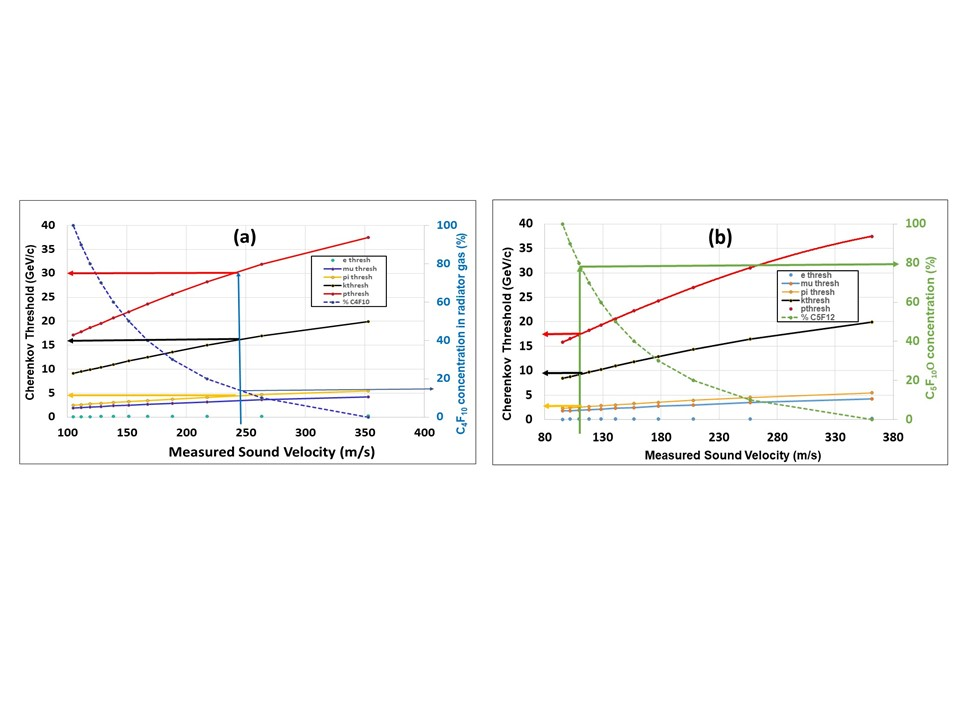 (a)
40
35
30
25
20
15
10
5
0
Cherenkov Threshold (GeV/c)
100 150 200 250 300 350 400
Measured Sound Velocity (m/s)
100
80
60
40
20
0
C4F10 concentration in radiator gas (%)
e thresh
mu thresh
pi thresh
kthresh
pthresh
% C4F10
(b)
40
35
30
25
20
15
10
5
0
Cherenkov Threshold (GeV/c)
80 130 180 230 280 330 380
Measured Sound Velocity (m/s)
100
80
60
40
20
0
C5F10O concentration (%)
e thresh
mu thresh
pi thresh
kthresh
pthresh
% C5F12